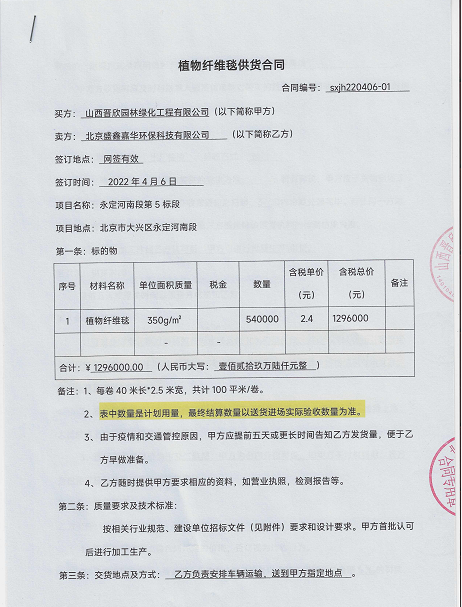 植物纤维毯供货合同
合同编号： sxjh220406-01
买方：山西晋欣园林绿化工程有限公司（以下简称甲方）
卖方：北京盛鑫嘉华环保科技有限公司 （以下简称乙方）
签订地点： 网签有效
签订时间： 2022 年 4 月 6 日
项目名称：永定河南段第 5 标段
项目地点：北京市大兴区永定河南段
第一条：标的物
序号 材料名称 单位面积质量 税金 数量 含税单价（元） 含税总价（元） 备注
1 植物纤维毯 350g/㎡ 540000 2.4 1296000
- -
合计：¥ 1296000.00 （人民币大写： 壹佰贰拾玖万陆仟元整 ）
备注：1、每卷 40 米长*2.5 米宽，共计 100 平米/卷。
2、表中数量是计划用量，最终结算数量以送货进场实际验收数量为准。
3、由于疫情和交通管控原因，甲方应提前五天或更长时间告知乙方发货量，便于乙
方早做准备。
4、乙方随时提供甲方要求相应的资料，如营业执照，检测报告等。
第二条：质量要求及技术标准：
按相关行业规范、建设单位招标文件（见附件）要求和设计要求。甲方首批认可
后进行加工生产。
第三条：交货地点及方式： 乙方负责安排车辆运输，送到甲方指定地点 。
合同专用章